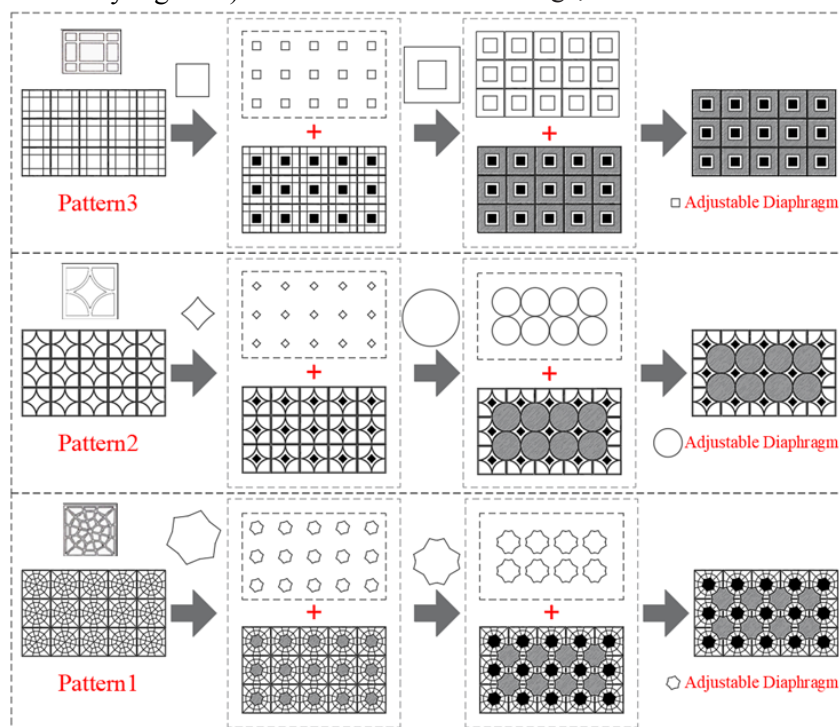 +
+
Pattern3
Adjustable Diaphragm
+
+
Pattern2
Adjustable Diaphragm
+
+
Pattern1
Adjustable Diaphragm